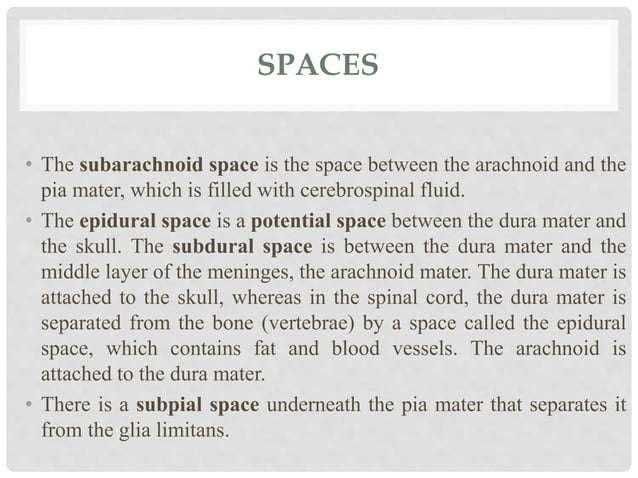 SPACES
• The subarachnoid space is the space between the arachnoid and the
pia mater, which is filled with cerebrospinal fluid.
• The epidural space is a potential space between the dura mater and
the skull. The subdural space is between the dura mater and the
middle layer of the meninges, the arachnoid mater. The dura mater is
attached to the skull, whereas in the spinal cord, the dura mater is
separated from the bone (vertebrae) by a space called the epidural
space, which contains fat and blood vessels. The arachnoid is
attached to the dura mater.
• There is a subpial space underneath the pia mater that separates it
from the glia limitans.